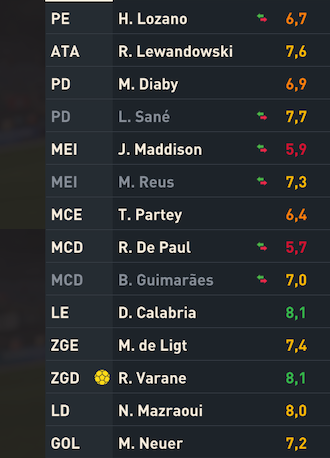 PE H. Lozano 6,7
ATA R. Lewandowski 7,6
PD M. Diaby 6,9
PD L. Sané 7,7
MEI J. Maddison 5,9
MEI M. Reus 7,3
MCE T. Partey 6,4
MCD R. De Paul 5,7
MCD B. Guimarães 7,0
LE D. Calabria 8,1
ZGE M. de Ligt 7,4
ZGD R. Varane 8,1
LD N. Mazraoui 8,0
GOL M. Neuer 7,2